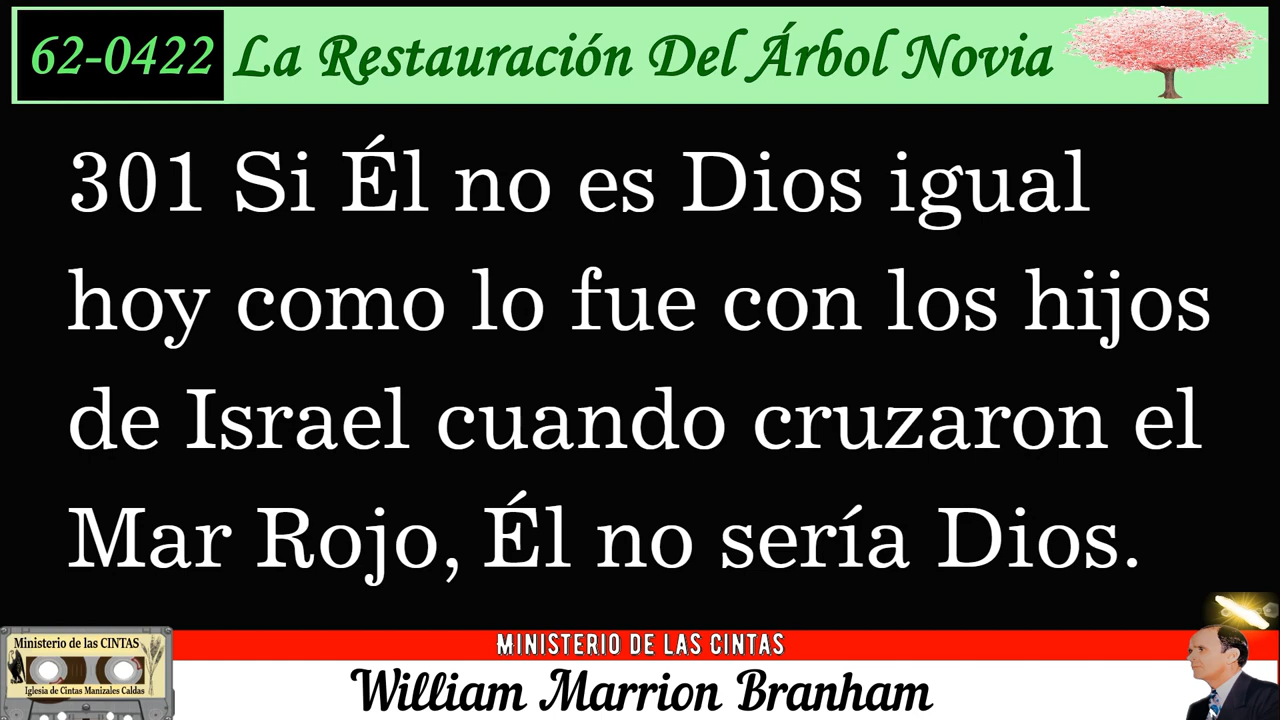 62-0422 La Restauración Del Árbol Novia
301 Si Él no es Dios igual
hoy como lo fue con los hijos
de Israel cuando cruzaron el
Mar Rojo, Él no sería Dios.
MINISTERIO DE LAS CINTAS
Ministerio de las CINTAS
Iglesia de Cintas Manizales Caldas
William Marrion Branham